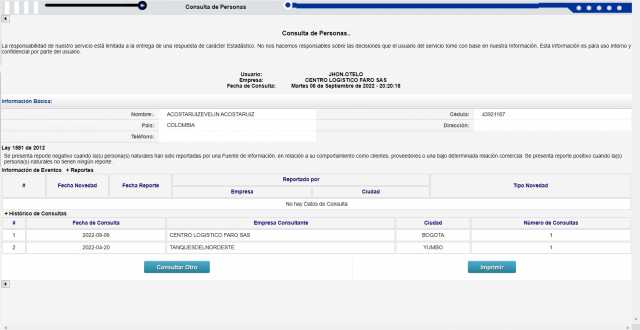 Consulta de Personas
Consulta de Personas..
La responsabilidad de nuestro servicio está limitada a la entrega de una respuesta de carácter Estadístico. No nos hacemos responsables sobre las decisiones que el usuario del servicio tome con base en nuestra información. Esta información es para uso interno y
confidencial por parte del usuario.
Usuario: JHON.OTELO
Empresa: CENTRO LOGISTICO FARO SAS
Fecha de Consulta: Martes 06 de Septiembre de 2022 - 20:20:16
Información Básica:
Nombre: ACOSTARUIZEVELIN ACOSTARUIZ Cédula: 43921167
País: COLOMBIA Dirección:
Teléfono:
Ley 1581 de 2012
Se presenta reporte negativo cuando la(s) persona(s) naturales han sido reportadas por una Fuente de información, en relación a su comportamiento como clientes, proveedores o una bajo determinada relación comercial. Se presenta reporte positivo cuando la(s)
persona(s) naturales no tienen ningún reporte.
Información de Eventos + Reportes
# Fecha Novedad Fecha Reporte Reportado por Tipo Novedad
Empresa Ciudad
No hay Datos de Consulta
+ Histórico de Consultas
# Fecha de Consulta Empresa Consultante Ciudad Número de Consultas
1 2022-09-06 CENTRO LOGISTICO FARO SAS BOGOTA 1
2 2022-04-20 TANQUESDELNORDESTE YUMBO 1
Consultar Otro Imprimir